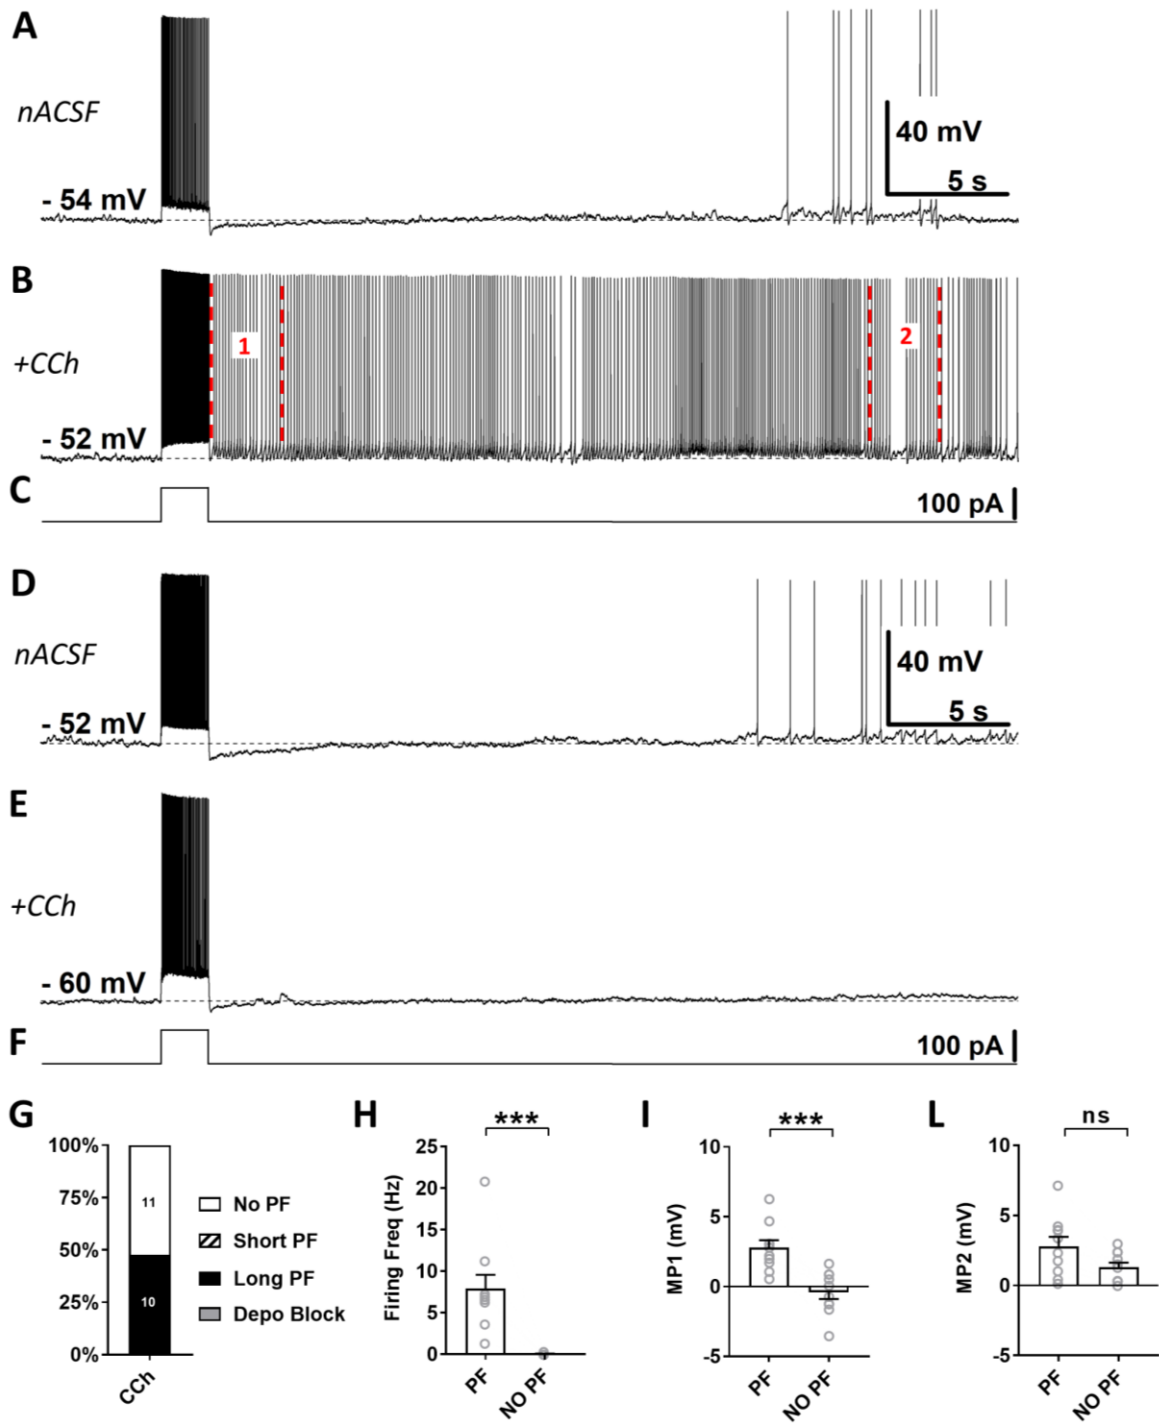 A
nACSF
- 54 mV
40 mV
5 s
B
+CCh
- 52 mV
1
2
C
100 pA
D
nACSF
- 52 mV
40 mV
5 s
E
+CCh
- 60 mV
F
100 pA
G
100%
75%
50%
25%
0%
11
10
CCh
No PF
Short PF
Long PF
Depo Block
H
***
Firing Freq (Hz)
25
20
15
10
5
0
PF
NO PF
I
***
MP1 (mV)
10
5
0
-5
PF
NO PF
L
ns
MP2 (mV)
10
5
0
-5
PF
NO PF